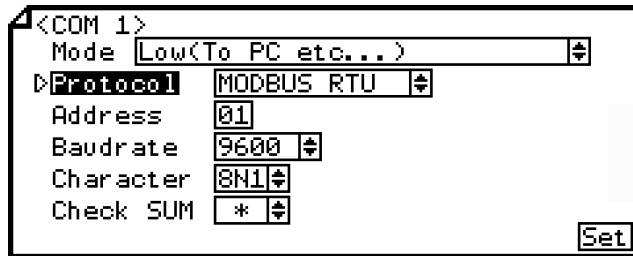 <COM 1>
Mode Low(To PC etc...)
Protocol MODBUS RTU
Address 01
Baudrate 9600
Character 8N1
Check SUM *
Set